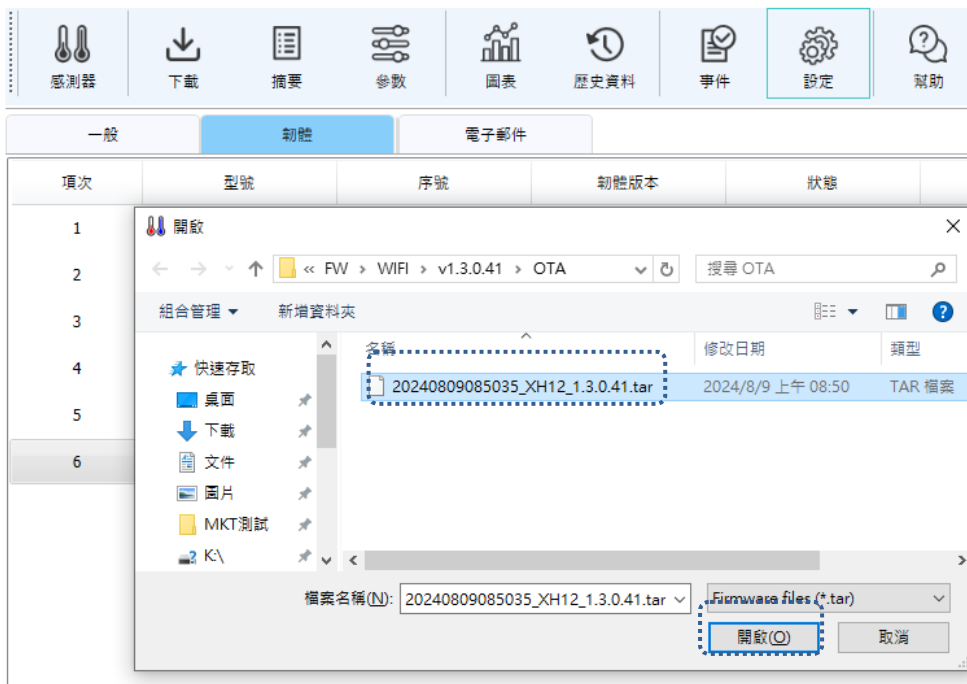 感測器 下載 摘要 參數 圖表 歷史資料 事件 設定 幫助
一般 韌體 電子郵件
項次 型號 序號 韌體版本 狀態
1
2
3
4
5
6
開啟
« FW › WIFI › v1.3.0.41 › OTA
搜尋 OTA
組合管理 新增資料夾
名稱 修改日期 類型
快速存取
桌面
下載
文件
圖片
MKT測試
K:\
20240809085035_XH12_1.3.0.41.tar 2024/8/9 上午 08:50 TAR 檔案
檔案名稱(N): 20240809085035_XH12_1.3.0.41.tar Firmware files (*.tar)
開啟(O) 取消